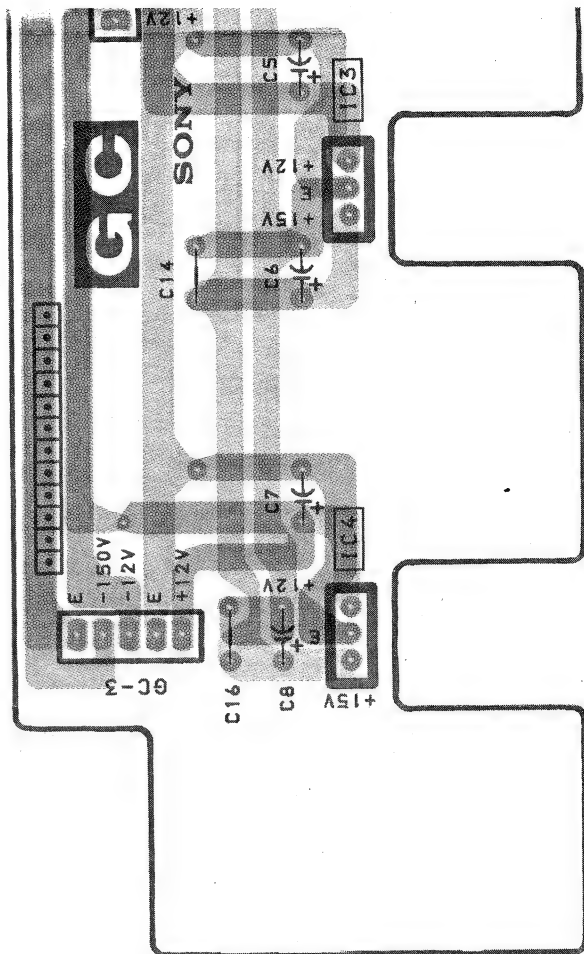 +12V
C5
IC3
SONY
GC
+12V
E
+15V
C14
C6
C7
IC4
E
-150V
-12V
E
+12V
+12V
E
GC-3
C16
C8
+15V